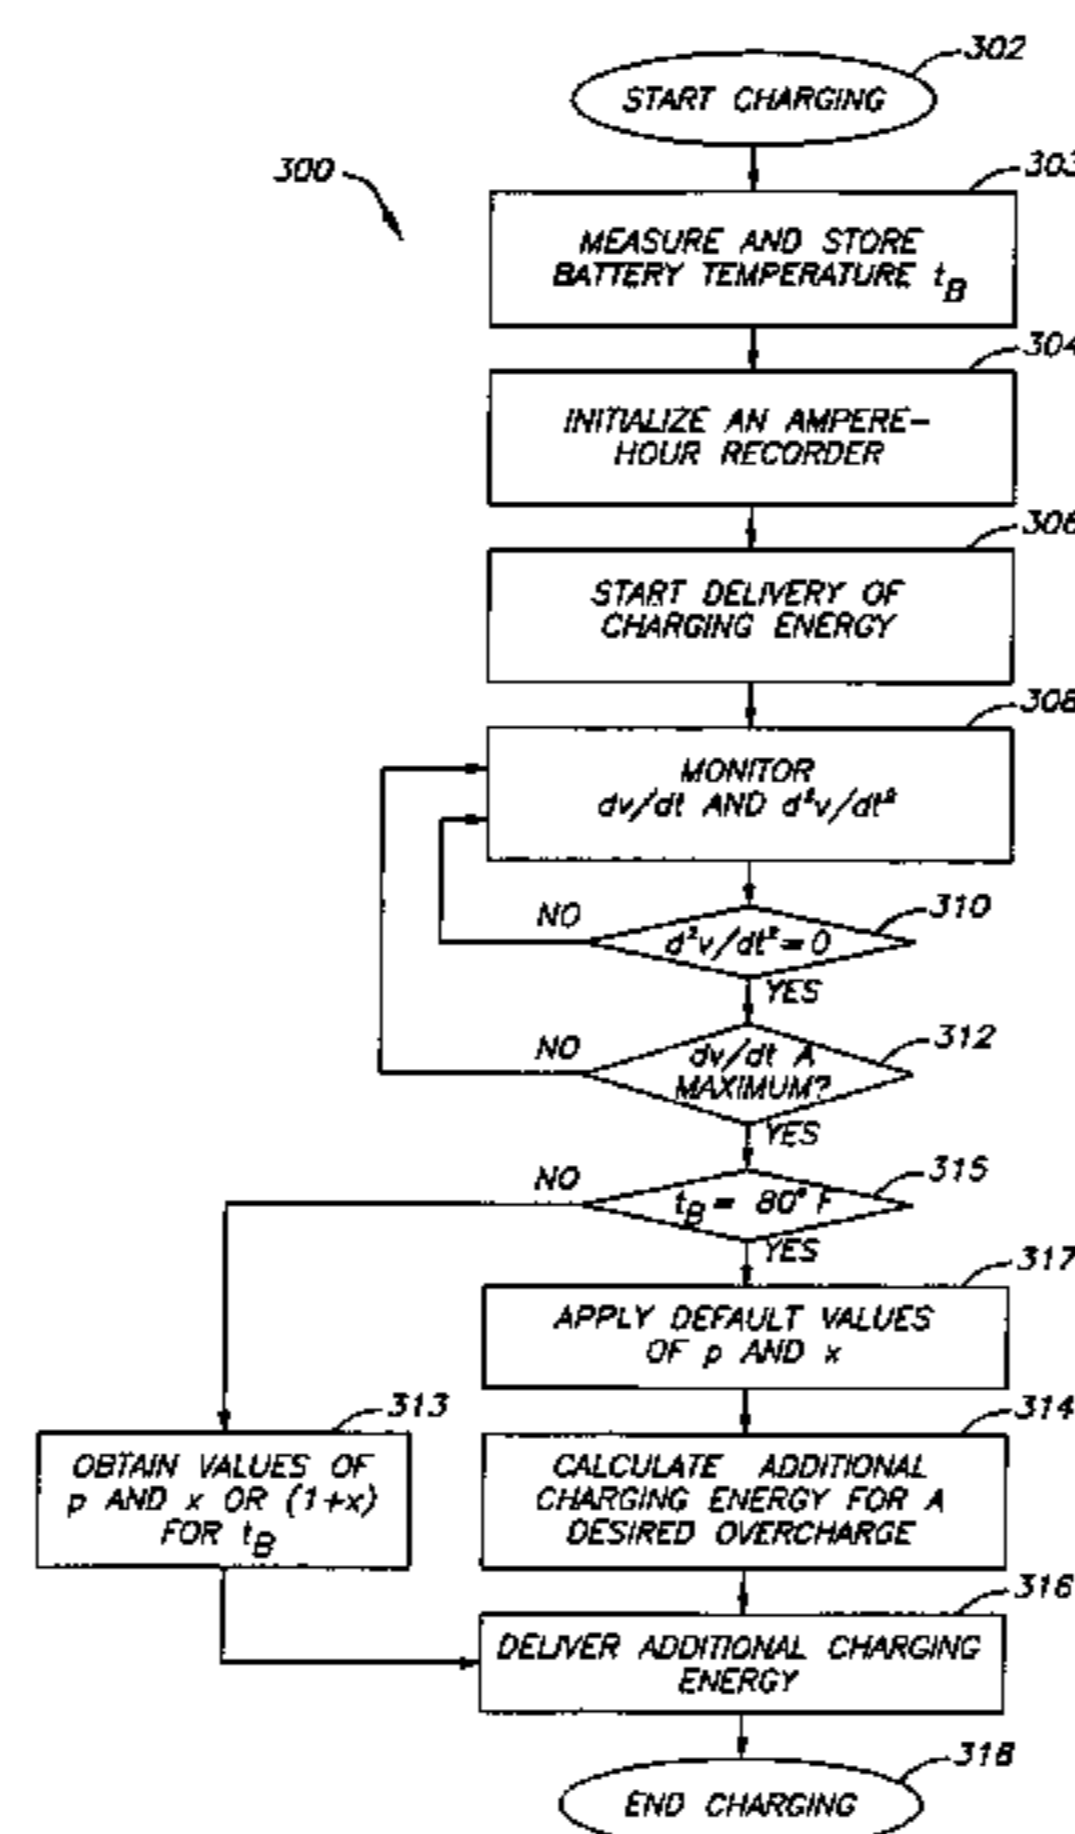 302
START CHARGING
300
303
MEASURE AND STORE
BATTERY TEMPERATURE t_B
304
INITIALIZE AN AMPERE-
HOUR RECORDER
306
START DELIVERY OF
CHARGING ENERGY
308
MONITOR
dv/dt AND d²v/dt²
310
NO
d²v/dt² = 0
YES
312
NO
dv/dt A
MAXIMUM?
YES
315
NO
t_B = 80° F
YES
317
APPLY DEFAULT VALUES
OF p AND x
313
314
OBTAIN VALUES OF
p AND x OR (1+x)
FOR t_B
CALCULATE ADDITIONAL
CHARGING ENERGY FOR A
DESIRED OVERCHARGE
316
DELIVER ADDITIONAL CHARGING
ENERGY
318
END CHARGING